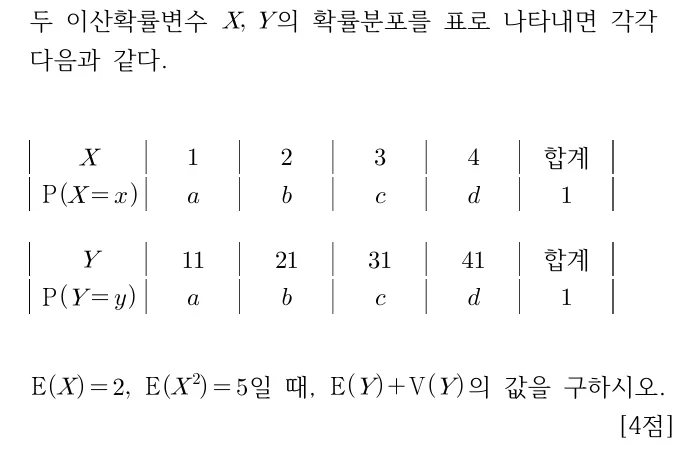 두 이산확률변수 X, Y의 확률분포를 표로 나타내면 각각
다음과 같다.
X 1 2 3 4 합계
P(X=x) a b c d 1
Y 11 21 31 41 합계
P(Y=y) a b c d 1
E(X)=2, E(X²)=5일 때, E(Y)+V(Y)의 값을 구하시오.
[4점]